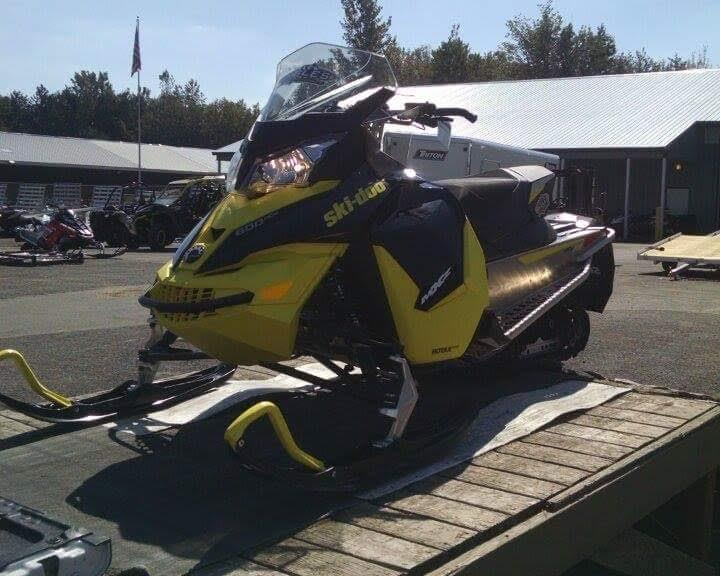 TRITON
ski-doo
600
MXZ
ROTAX